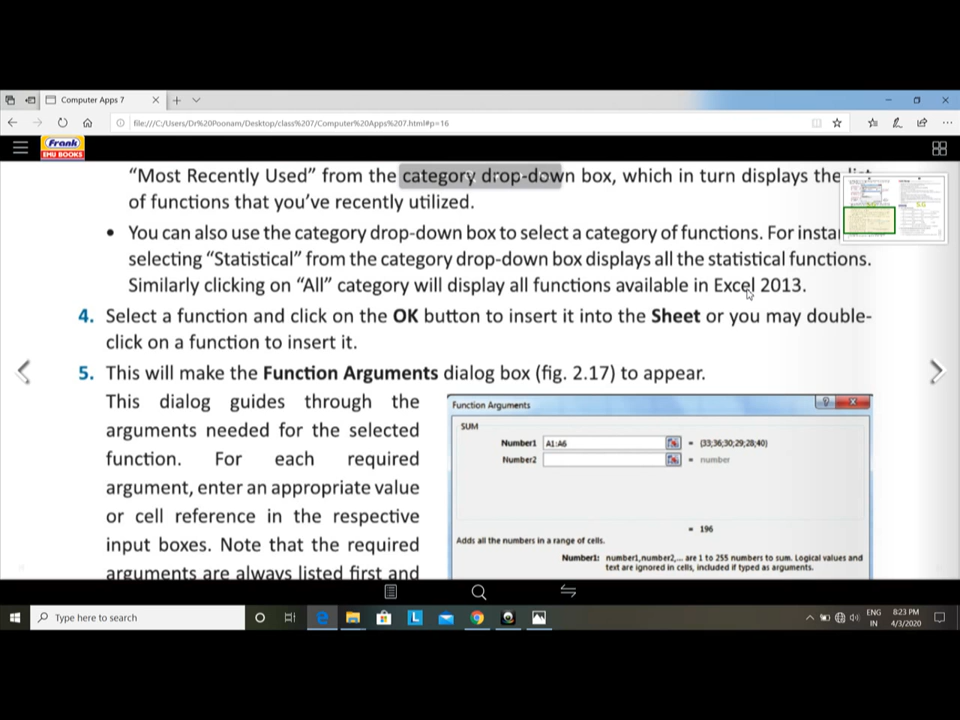 Computer Apps 7
file:///C:/Users/Dr%20Poonam/Desktop/class%207/Computer%20Apps%207.html#p=16
Frank
EMU BOOKS
“Most Recently Used” from the category drop-down box, which in turn displays the list
of functions that you’ve recently utilized.
• You can also use the category drop-down box to select a category of functions. For instan
selecting “Statistical” from the category drop-down box displays all the statistical functions.
Similarly clicking on “All” category will display all functions available in Excel 2013.
4. Select a function and click on the OK button to insert it into the Sheet or you may double-
click on a function to insert it.
5. This will make the Function Arguments dialog box (fig. 2.17) to appear.
This dialog guides through the
arguments needed for the selected
function. For each required
argument, enter an appropriate value
or cell reference in the respective
input boxes. Note that the required
arguments are always listed first and
Function Arguments
SUM
Number1 A1:A6 = {33;36;30;29;28;40}
Number2 = number
= 196
Adds all the numbers in a range of cells.
Number1: number1,number2,... are 1 to 255 numbers to sum. Logical values and
text are ignored in cells, included if typed as arguments.
Type here to search
ENG
IN
8:23 PM
4/3/2020